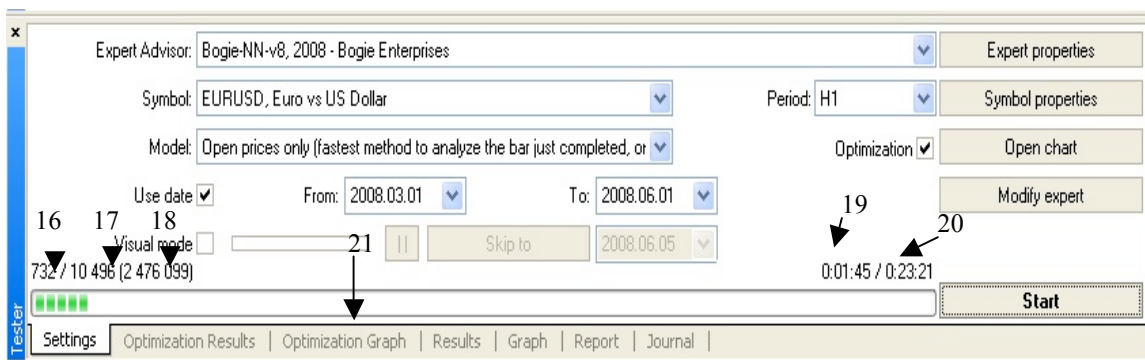 x
Expert Advisor: Bogie-NN-v8, 2008 - Bogie Enterprises Expert properties
Symbol: EURUSD, Euro vs US Dollar Period: H1 Symbol properties
Model: Open prices only (fastest method to analyze the bar just completed, or Optimization Open chart
Use date From: 2008.03.01 To: 2008.06.01 Modify expert
16 17 18 19 20
Visual mode 21 Skip to 2008.06.05
732 / 10 496 (2 476 099) 0:01:45 / 0:23:21
Start
Tester
Settings | Optimization Results | Optimization Graph | Results | Graph | Report | Journal |